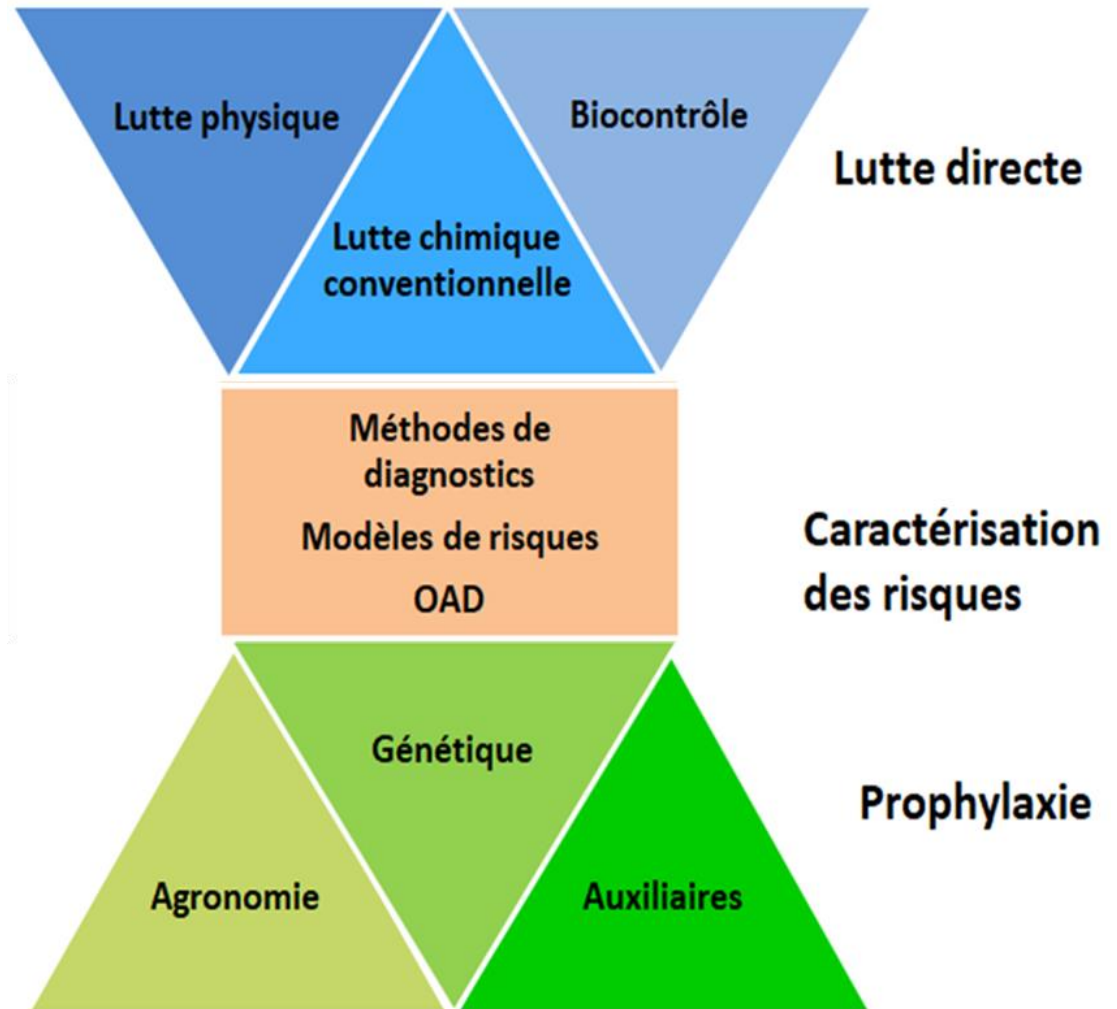 Lutte physique
Biocontrôle
Lutte directe
Lutte chimique
conventionnelle
Méthodes de
diagnostics
Modèles de risques
OAD
Caractérisation
des risques
Génétique
Prophylaxie
Agronomie
Auxiliaires